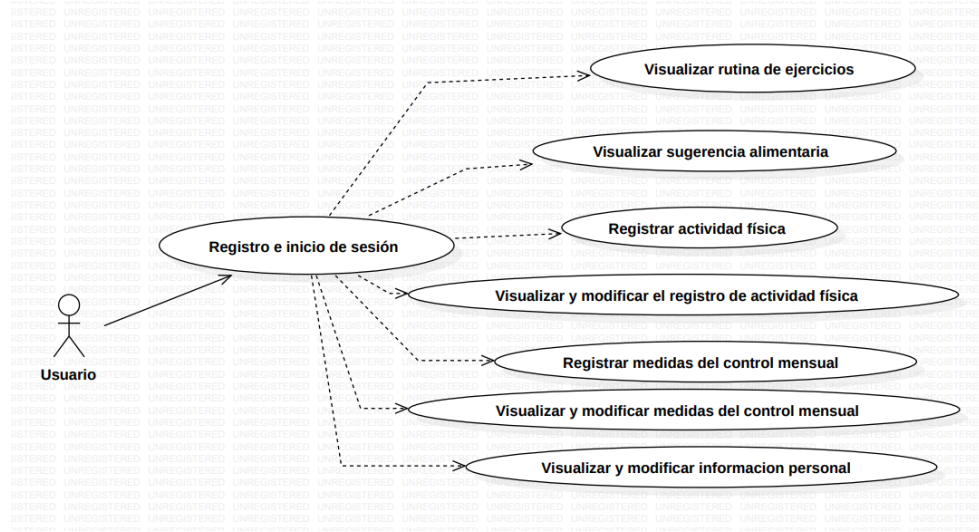 Visualizar rutina de ejercicios
Visualizar sugerencia alimentaria
Registrar actividad física
Registro e inicio de sesión
Visualizar y modificar el registro de actividad física
Usuario
Registrar medidas del control mensual
Visualizar y modificar medidas del control mensual
Visualizar y modificar informacion personal
UNREGISTERED